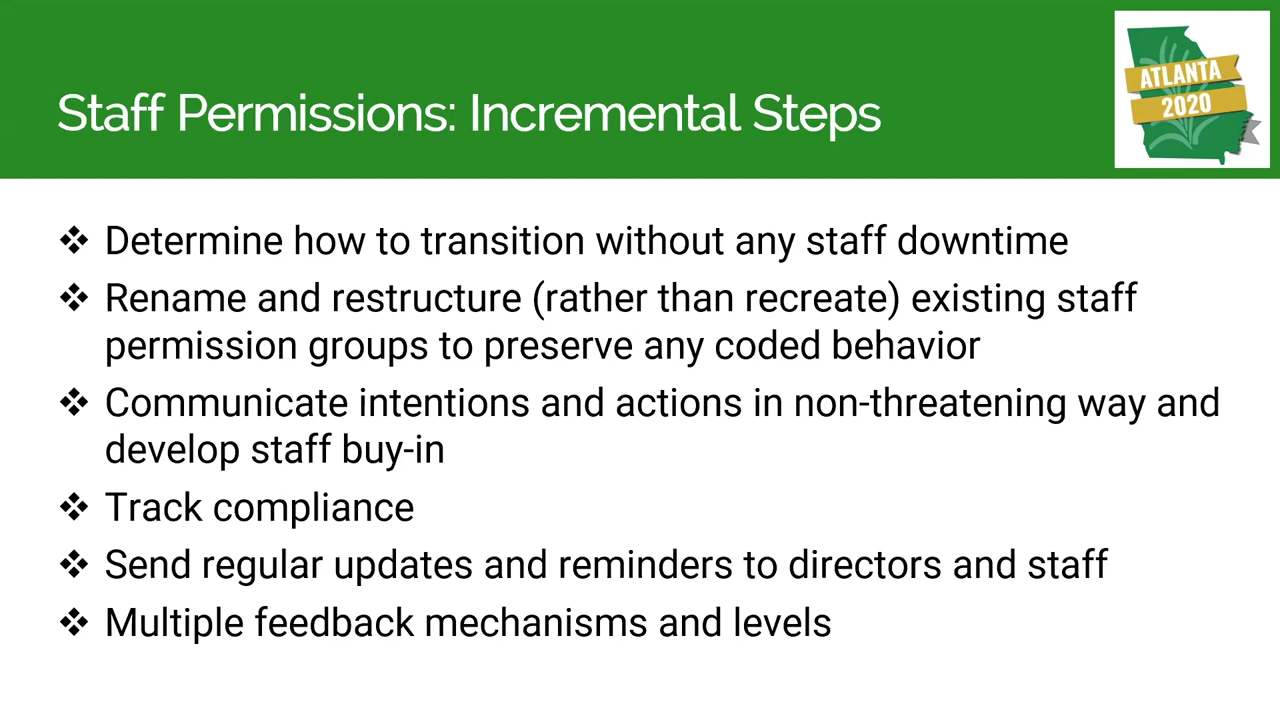 Staff Permissions: Incremental Steps
ATLANTA
2020
❖ Determine how to transition without any staff downtime
❖ Rename and restructure (rather than recreate) existing staff
permission groups to preserve any coded behavior
❖ Communicate intentions and actions in non-threatening way and
develop staff buy-in
❖ Track compliance
❖ Send regular updates and reminders to directors and staff
❖ Multiple feedback mechanisms and levels